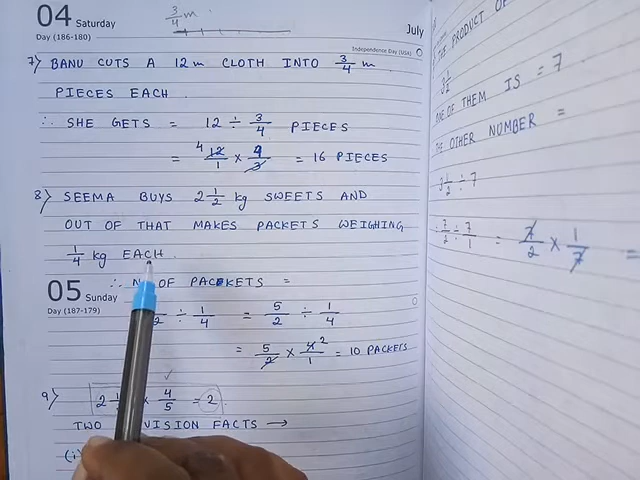 04 Saturday
Day (186-180)
3/4 m
July
Independence Day (USA)
7) BANU CUTS A 12 m CLOTH INTO 3/4 m
PIECES EACH.
∴ SHE GETS = 12 ÷ 3/4 PIECES
= 12/1 × 4/3 = 16 PIECES
4
8) SEEMA BUYS 2 1/2 kg SWEETS AND
OUT OF THAT MAKES PACKETS WEIGHING
1/4 kg EACH.
∴ OF PACKETS =
05 Sunday
Day (187-179)
÷ 1/4 = 5/2 ÷ 1/4
= 5/2 × 4/1 = 10 PACKETS
2
9) 2 × 4/5 = 2
TWO FACTS →
(i)
THE PRODUCT OF
3 1/2
ONE OF THEM IS = 7
THE OTHER NUMBER =
3 1/2 ÷ 7
7/2 ÷ 7/1 = 7/2 × 1/7 =